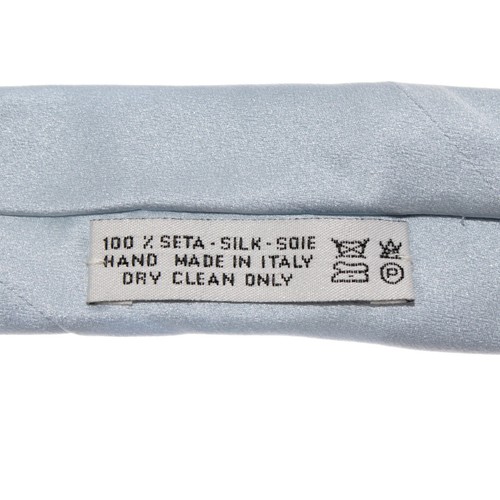 100 % SETA - SILK - SOIE
HAND MADE IN ITALY
DRY CLEAN ONLY
P